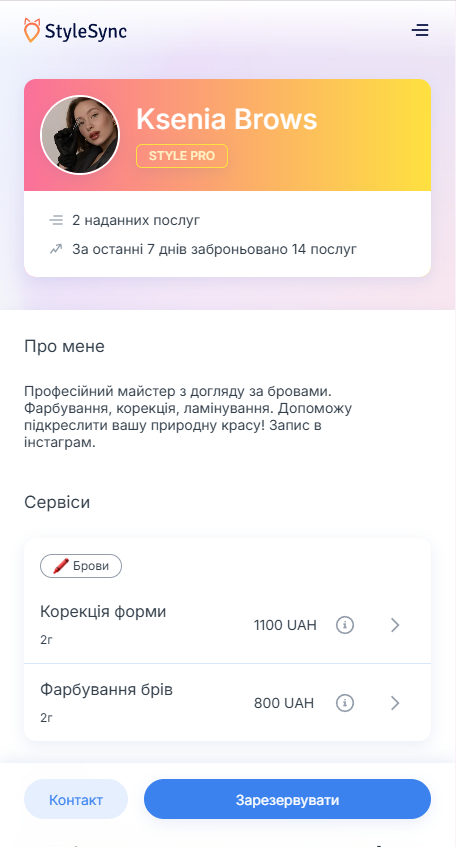 StyleSync
Ksenia Brows
STYLE PRO
2 наданних послуг
За останні 7 днів заброньовано 14 послуг
Про мене
Професійний майстер з догляду за бровами.
Фарбування, корекція, ламінування. Допоможу
підкреслити вашу природну красу! Запис в
інстаграм.
Сервіси
Брови
Корекція форми
1100 UAH
2г
Фарбування брів
800 UAH
2г
Контакт
Зарезервувати